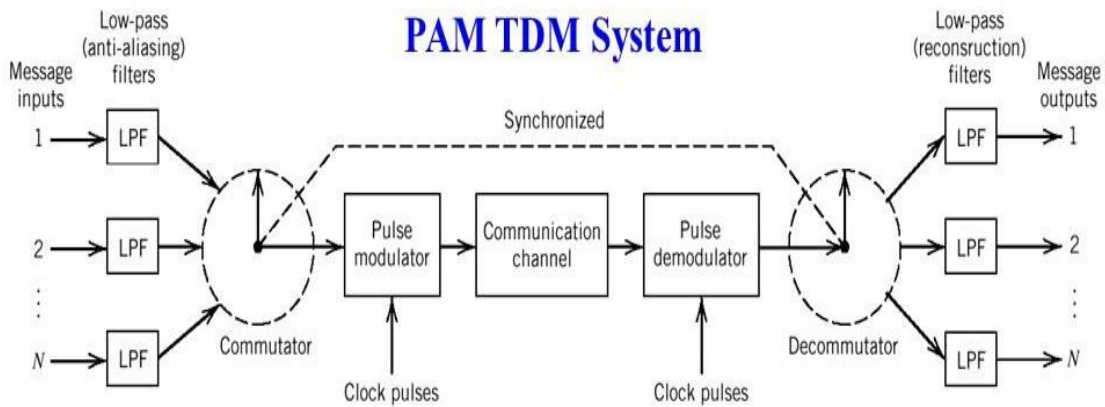 PAM TDM System
Low-pass
(anti-aliasing)
filters
Message
inputs
1
LPF
2
LPF
⋮
N
LPF
Commutator
Synchronized
Pulse
modulator
Clock pulses
Communication
channel
Pulse
demodulator
Clock pulses
Decommutator
Low-pass
(reconsruction)
filters
Message
outputs
LPF
1
LPF
2
⋮
LPF
N